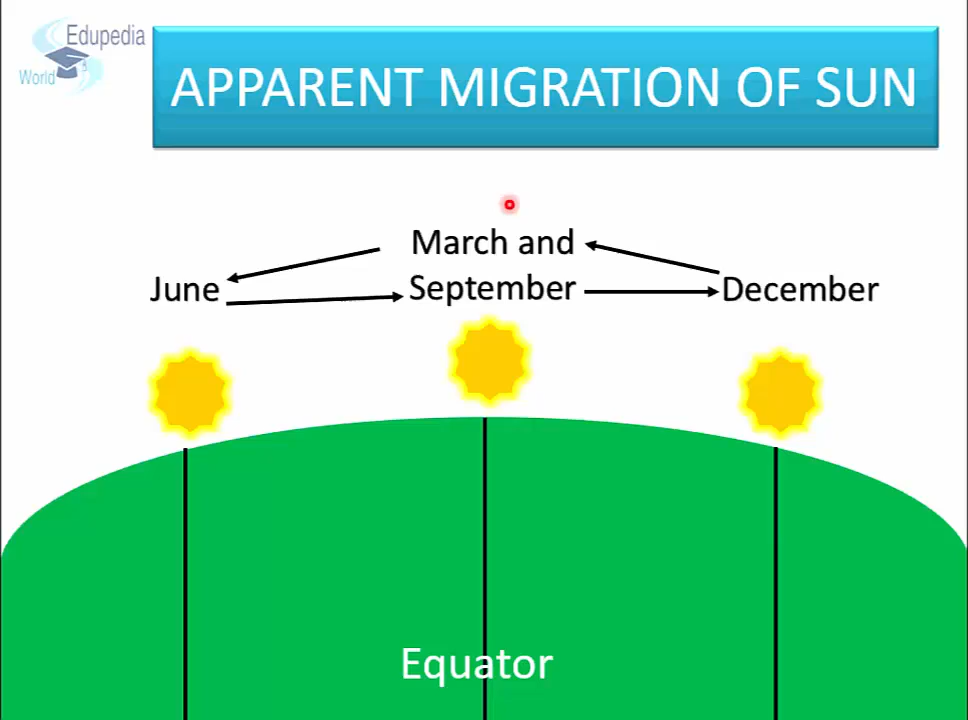 Edupedia
World
APPARENT MIGRATION OF SUN
March and
June September December
Equator